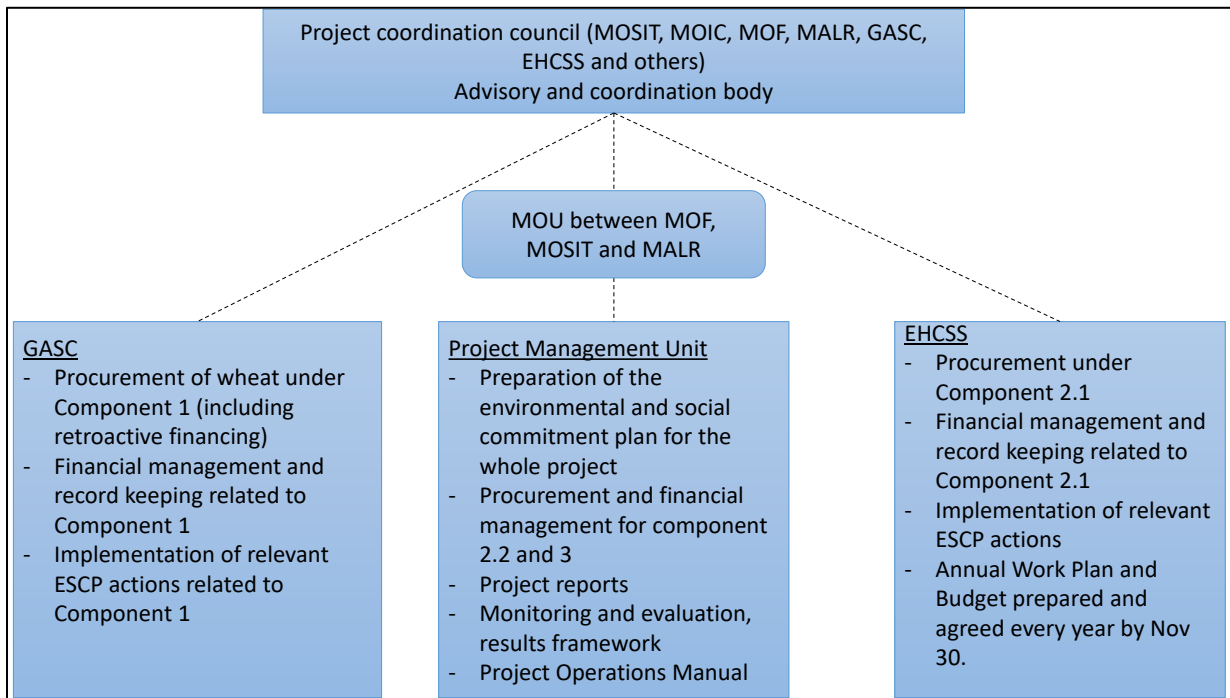 Project coordination council (MOSIT, MOIC, MOF, MALR, GASC,
EHCSS and others)
Advisory and coordination body
MOU between MOF,
MOSIT and MALR
GASC
- Procurement of wheat under
Component 1 (including
retroactive financing)
- Financial management and
record keeping related to
Component 1
- Implementation of relevant
ESCP actions related to
Component 1
Project Management Unit
- Preparation of the
environmental and social
commitment plan for the
whole project
- Procurement and financial
management for component
2.2 and 3
- Project reports
- Monitoring and evaluation,
results framework
- Project Operations Manual
EHCSS
- Procurement under
Component 2.1
- Financial management and
record keeping related to
Component 2.1
- Implementation of relevant
ESCP actions
- Annual Work Plan and
Budget prepared and
agreed every year by Nov
30.